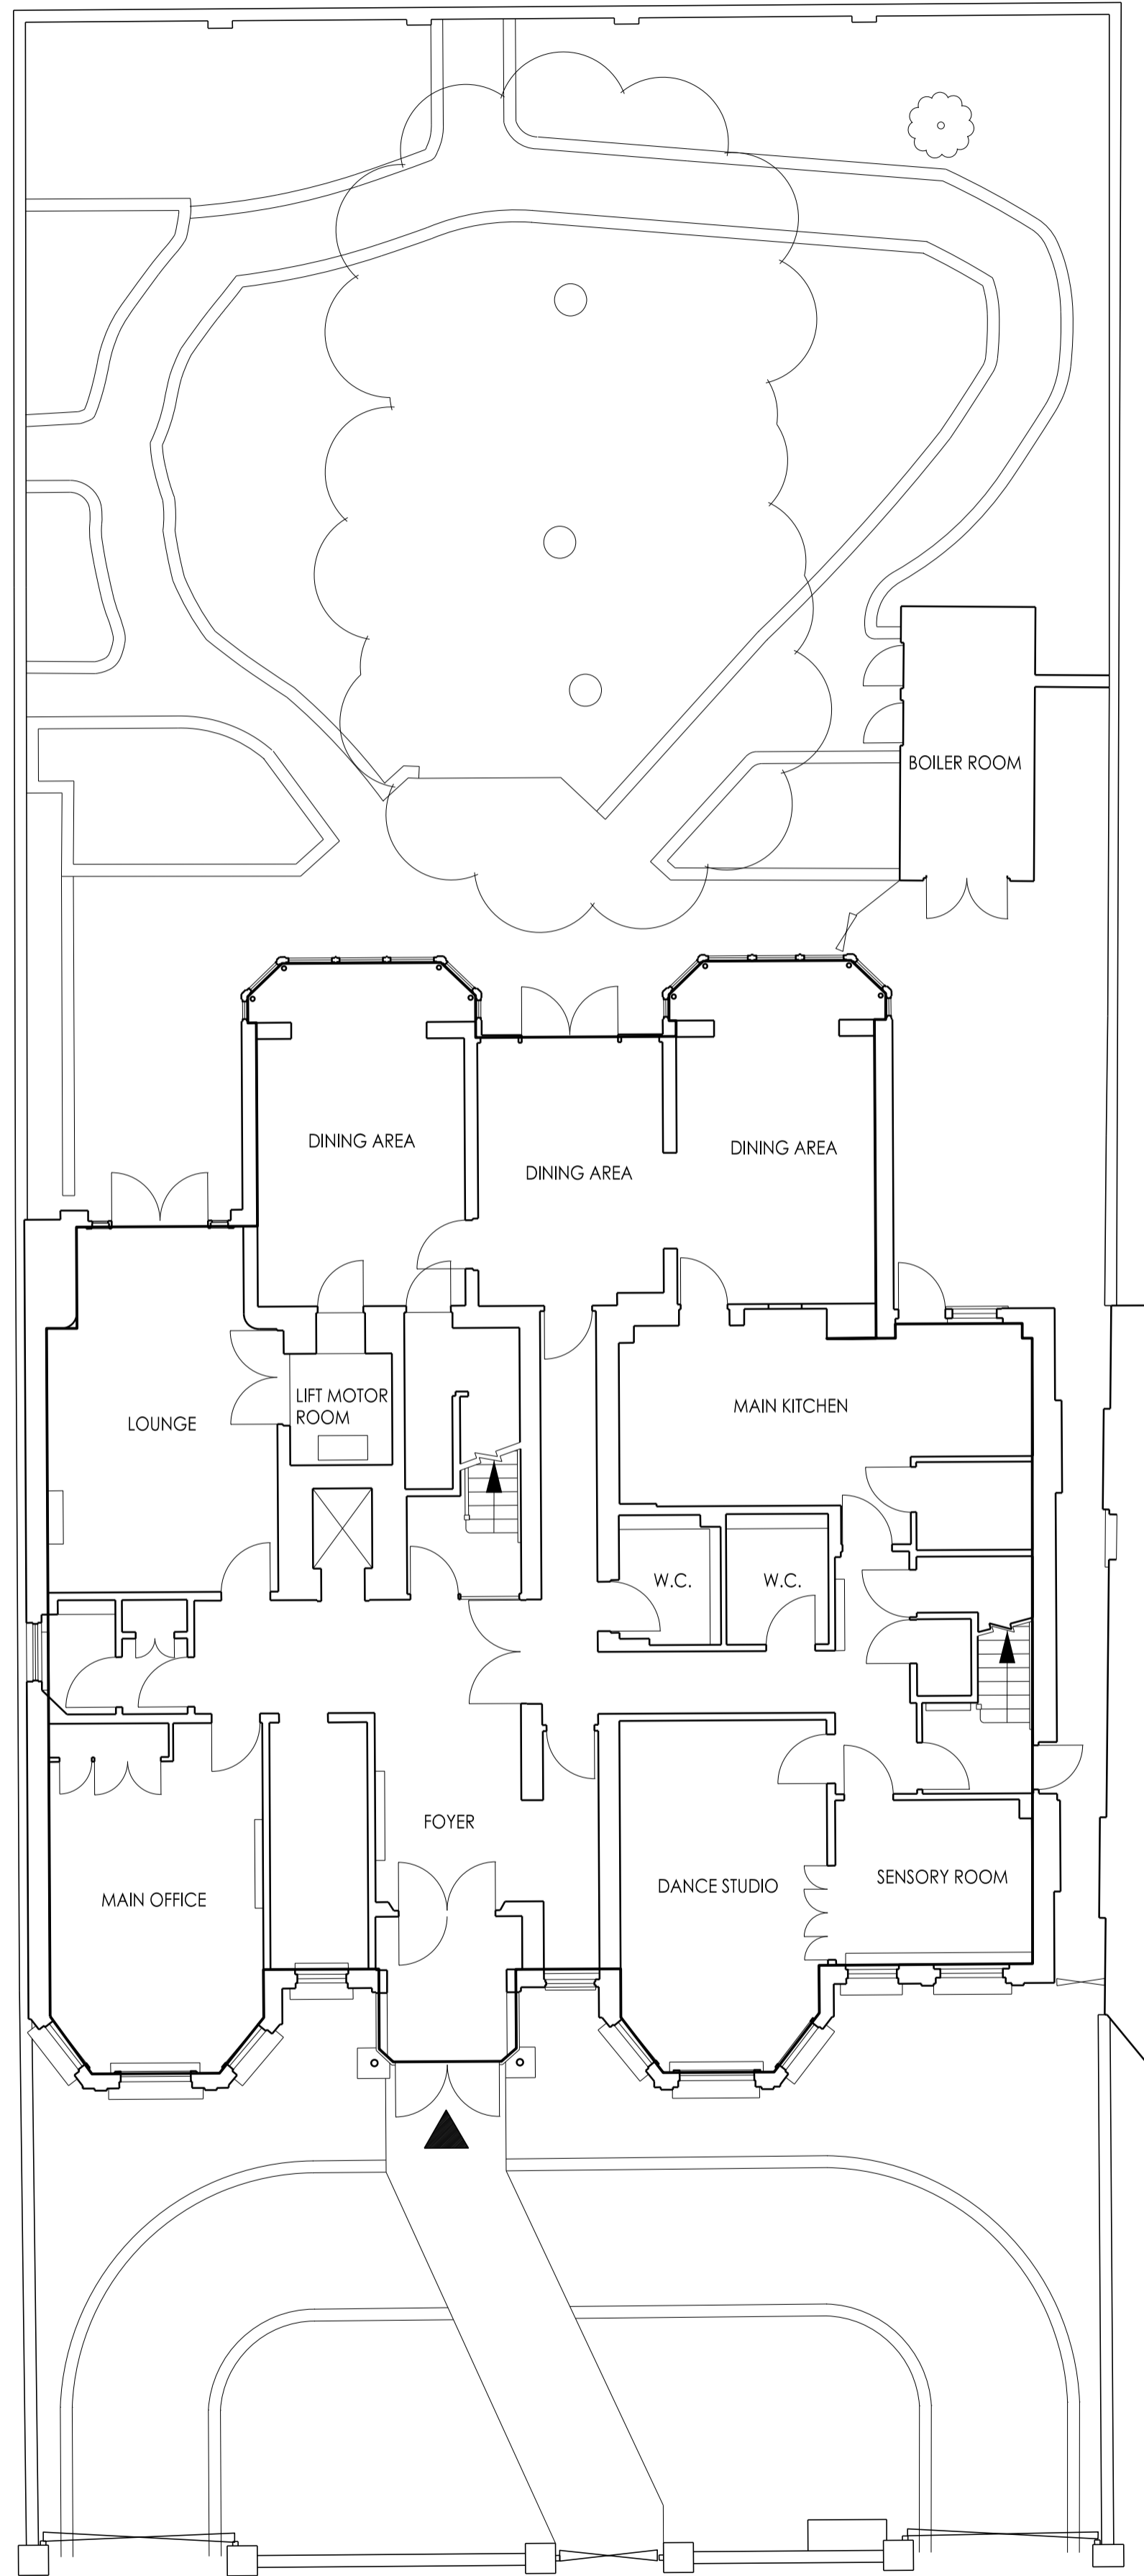 BOILER ROOM
DINING AREA
DINING AREA
DINING AREA
LIFT MOTOR
ROOM
LOUNGE
MAIN KITCHEN
W.C.
W.C.
FOYER
MAIN OFFICE
DANCE STUDIO
SENSORY ROOM